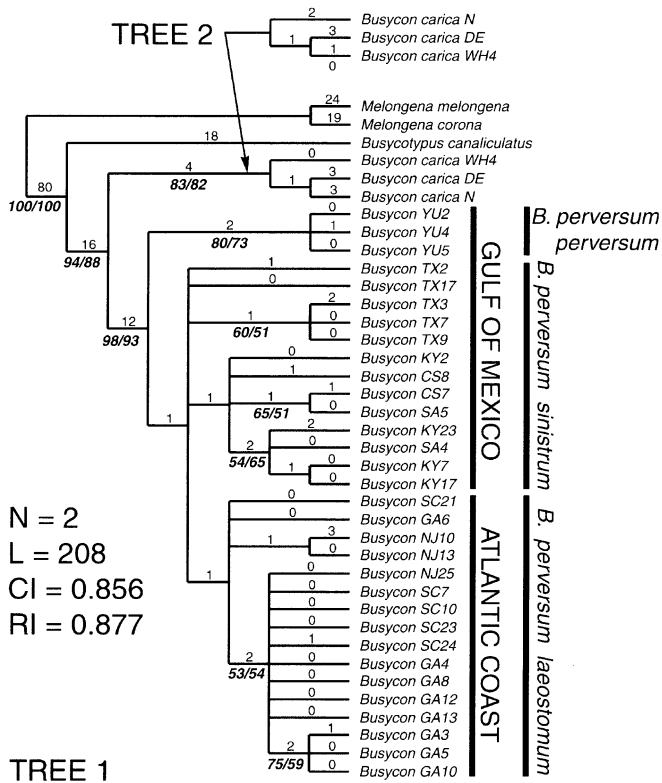 TREE 2
2 Busycon carica N
1 3 Busycon carica DE
1 Busycon carica WH4
0
24 Melongena melongena
19 Melongena corona
18 Busycotypus canaliculatus
0 Busycon carica WH4
4
83/82
1 3 Busycon carica DE
3 Busycon carica N
80
100/100
0 Busycon YU2
2 1 Busycon YU4
80/73
0 Busycon YU5
B. perversum
perversum
16
94/88
1 Busycon TX2
0 Busycon TX17
2 Busycon TX3
1 0 Busycon TX7
60/51
0 Busycon TX9
12
98/93
0 Busycon KY2
1 Busycon CS8
1 Busycon CS7
1 1
65/51
0 Busycon SA5
2 Busycon KY23
0 Busycon SA4
2
54/65
0 Busycon KY7
1
0 Busycon KY17
GULF OF MEXICO
B. perversum sinistrum
1
0 Busycon SC21
0 Busycon GA6
3 Busycon NJ10
1
0 Busycon NJ13
1
0 Busycon NJ25
0 Busycon SC7
0 Busycon SC10
0 Busycon SC23
1 Busycon SC24
2 0 Busycon GA4
53/54
0 Busycon GA8
0 Busycon GA12
0 Busycon GA13
1 Busycon GA3
2 0 Busycon GA5
75/59
0 Busycon GA10
ATLANTIC COAST
B. perversum laeostomum
N = 2
L = 208
CI = 0.856
RI = 0.877
TREE 1